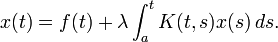 x(t) = f(t) + λ ∫_a^t K(t, s) x(s) ds.